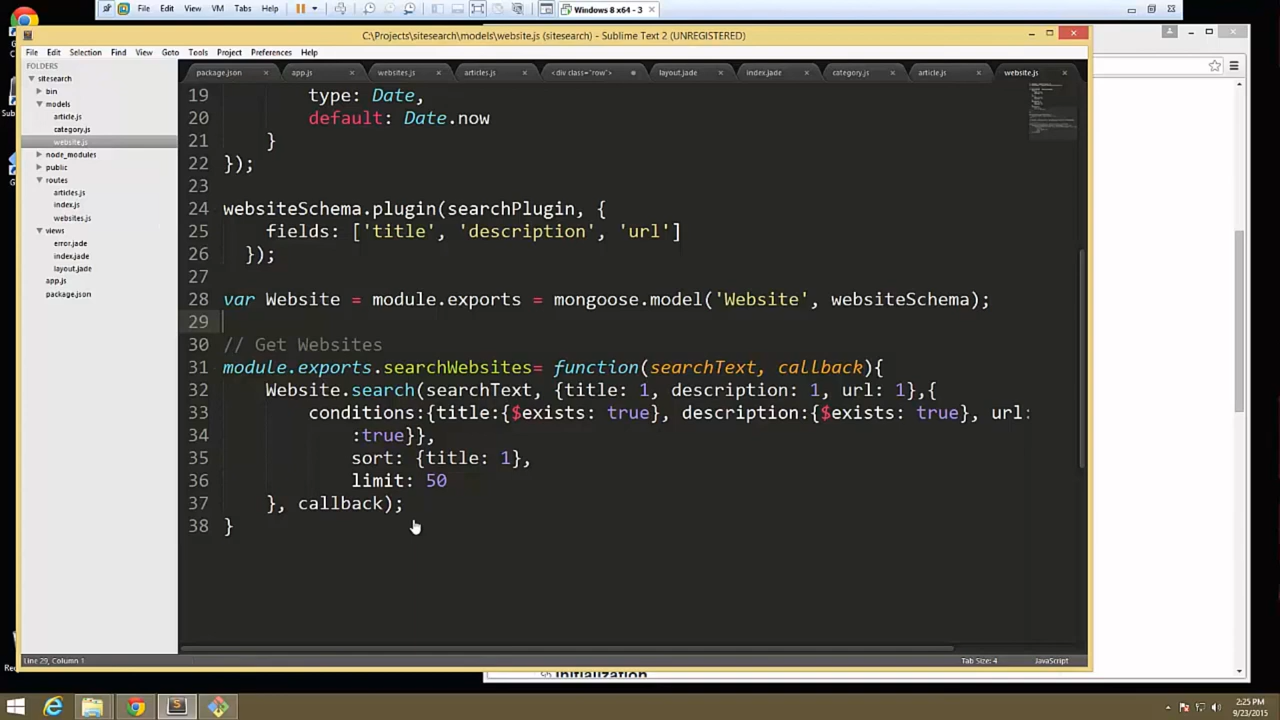 File Edit View VM Tabs Help
Windows 8 x64 - 3
C:\Projects\sitesearch\models\website.js (sitesearch) - Sublime Text 2 (UNREGISTERED)
File Edit Selection Find View Goto Tools Project Preferences Help
FOLDERS
sitesearch
bin
models
article.js
category.js
website.js
node_modules
public
routes
articles.js
index.js
websites.js
views
error.jade
index.jade
layout.jade
app.js
package.json
package.json app.js websites.js articles.js <div class="row"> layout.jade index.jade category.js article.js website.js
19 type: Date,
20 default: Date.now
21 }
22 });
23
24 websiteSchema.plugin(searchPlugin, {
25 fields: ['title', 'description', 'url']
26 });
27
28 var Website = module.exports = mongoose.model('Website', websiteSchema);
29
30 // Get Websites
31 module.exports.searchWebsites= function(searchText, callback){
32 Website.search(searchText, {title: 1, description: 1, url: 1},{
33 conditions:{title:{$exists: true}, description:{$exists: true}, url:
34 :true}},
35 sort: {title: 1},
36 limit: 50
37 }, callback);
38 }
Line 29, Column 1
Tab Size: 4
JavaScript
Initialization
2:25 PM
9/23/2015